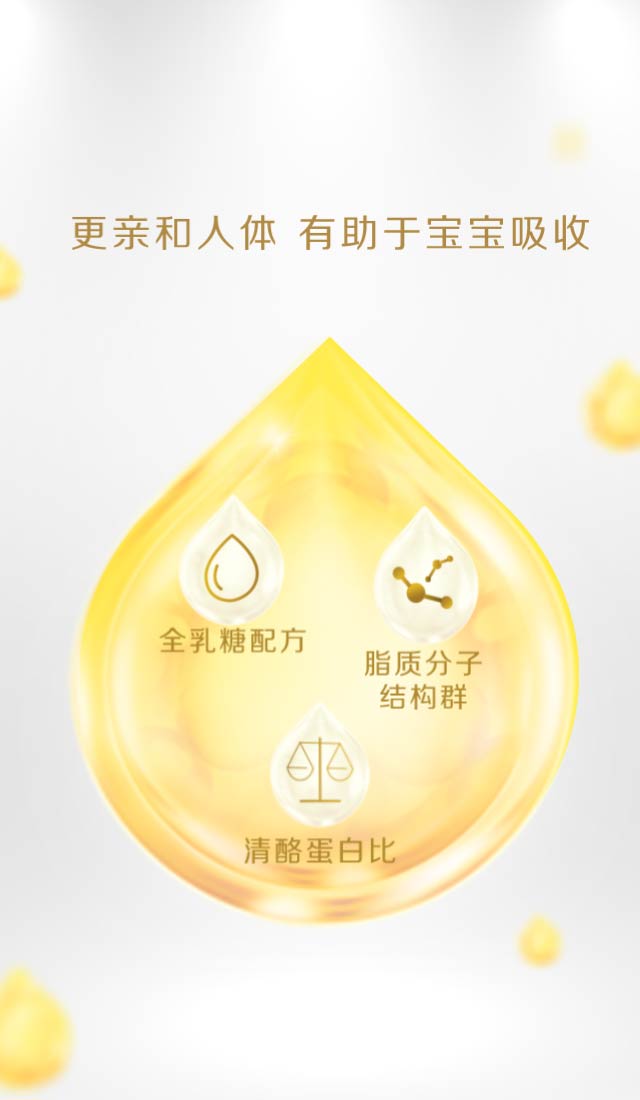 更亲和人体 有助于宝宝吸收
全乳糖配方
脂质分子
结构群
清酪蛋白比